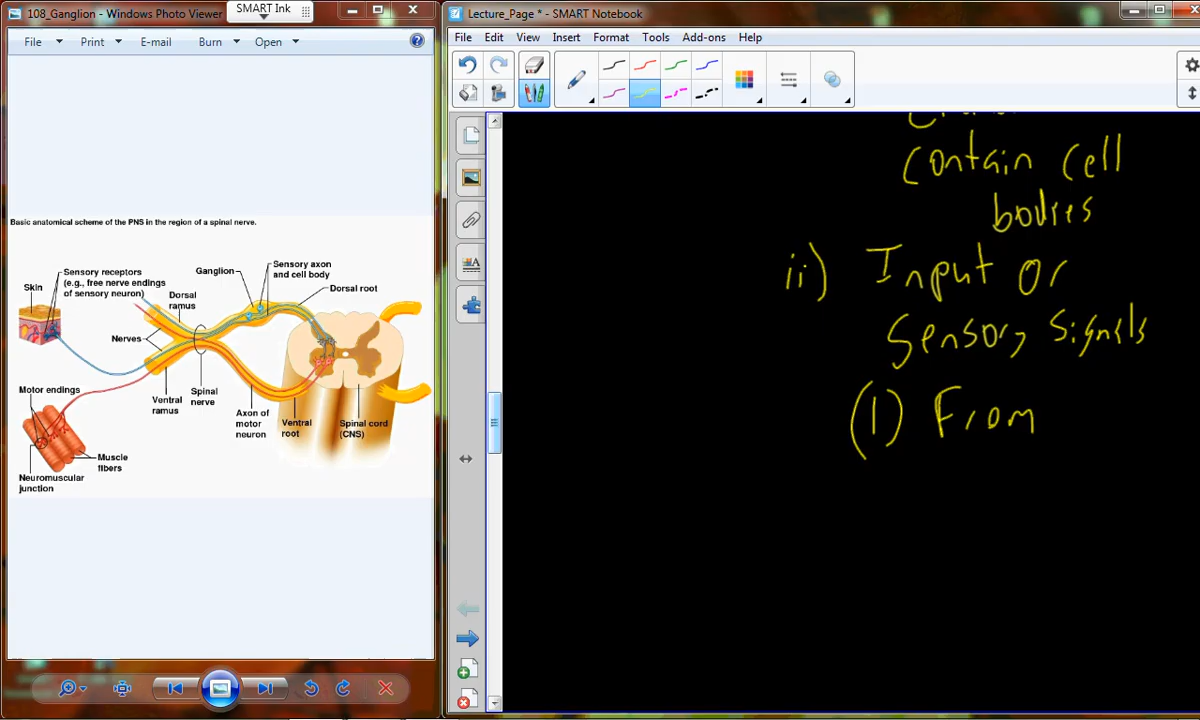 108_Ganglion - Windows Photo Viewer
SMART Ink
File Print E-mail Burn Open
Basic anatomical scheme of the PNS in the region of a spinal nerve.
Skin
Sensory receptors
(e.g., free nerve endings
of sensory neuron)
Dorsal
ramus
Ganglion
Sensory axon
and cell body
Dorsal root
Nerves
Motor endings
Ventral
ramus
Spinal
nerve
Axon of
motor
neuron
Ventral
root
Spinal cord
(CNS)
Muscle
fibers
Neuromuscular
junction
Lecture_Page * - SMART Notebook
File Edit View Insert Format Tools Add-ons Help
Contain Cell
bodies
ii) Input or
Sensory Signals
(1) From